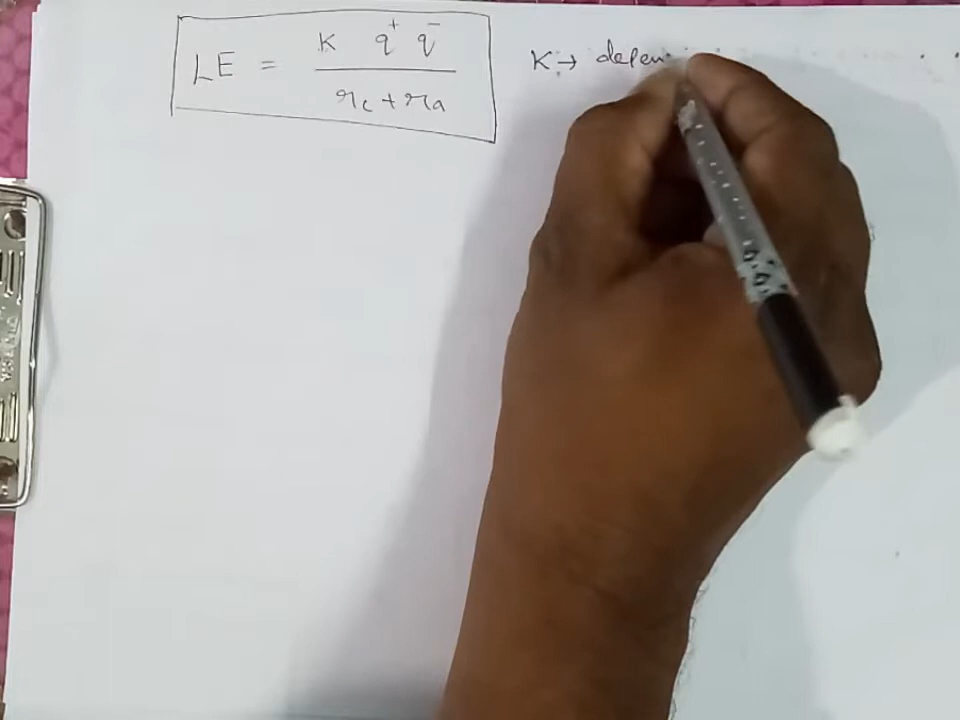 LE = K q⁺ q⁻ / r_c + r_a
K → depen